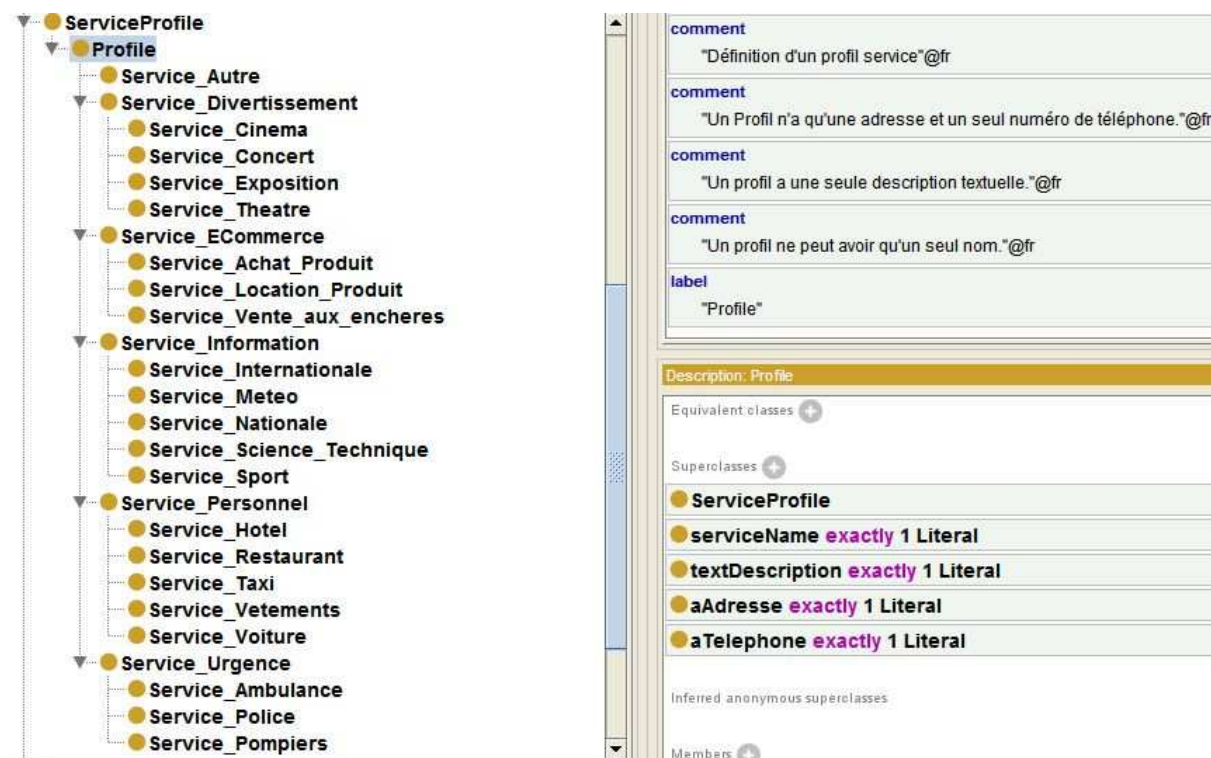 ServiceProfile
Profile
Service_Autre
Service_Divertissement
Service_Cinema
Service_Concert
Service_Exposition
Service_Theatre
Service_ECommerce
Service_Achat_Produit
Service_Location_Produit
Service_Vente_aux_encheres
Service_Information
Service_Internationale
Service_Meteo
Service_Nationale
Service_Science_Technique
Service_Sport
Service_Personnel
Service_Hotel
Service_Restaurant
Service_Taxi
Service_Vetements
Service_Voiture
Service_Urgence
Service_Ambulance
Service_Police
Service_Pompiers
comment
"Définition d'un profil service"@fr
comment
"Un Profil n'a qu'une adresse et un seul numéro de téléphone."@fr
comment
"Un profil a une seule description textuelle."@fr
comment
"Un profil ne peut avoir qu'un seul nom."@fr
label
"Profile"
Description: Profile
Equivalent classes
Superclasses
ServiceProfile
serviceName exactly 1 Literal
textDescription exactly 1 Literal
aAdresse exactly 1 Literal
aTelephone exactly 1 Literal
Inferred anonymous superclasses
Members